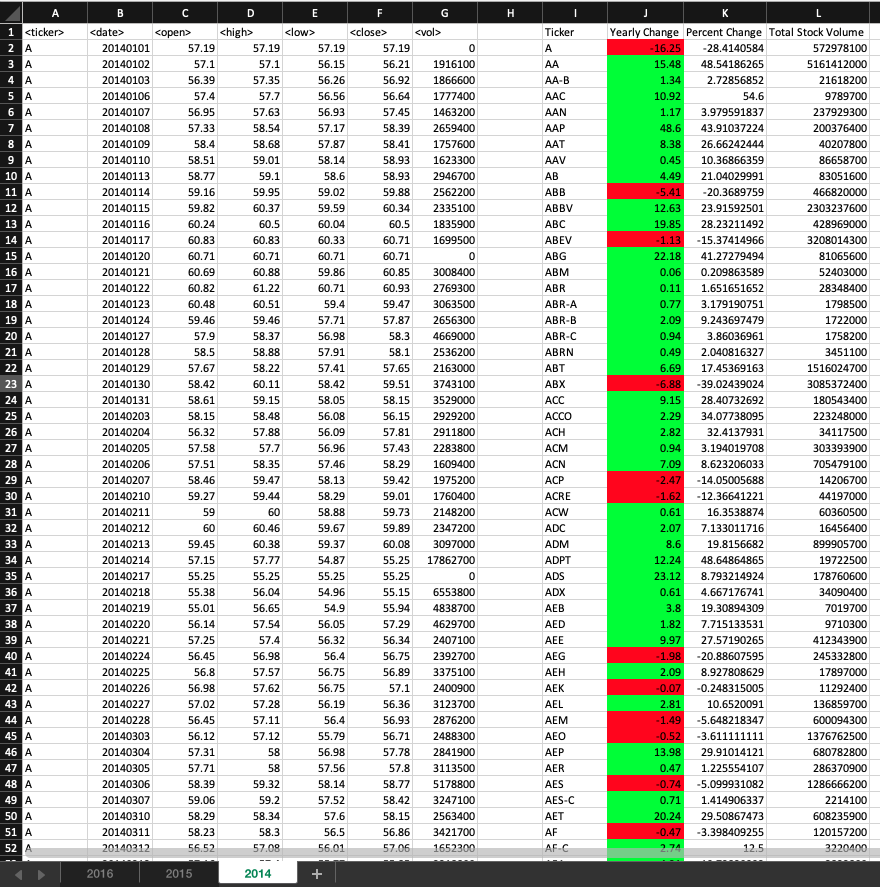 A B C D E F G H I J K L
1 <ticker> <date> <open> <high> <low> <close> <vol> Ticker Yearly Change Percent Change Total Stock Volume
2 A 20140101 57.19 57.19 57.19 57.19 0 A -16.25 -28.4140584 572978100
3 A 20140102 57.1 57.1 56.15 56.21 1916100 AA 15.48 48.54186265 5161412000
4 A 20140103 56.39 57.35 56.26 56.92 1866600 AA-B 1.34 2.72856852 21618200
5 A 20140106 57.4 57.7 56.56 56.64 1777400 AAC 10.92 54.6 9789700
6 A 20140107 56.95 57.63 56.93 57.45 1463200 AAN 1.17 3.979591837 237929300
7 A 20140108 57.33 58.54 57.17 58.39 2659400 AAP 48.6 43.91037224 200376400
8 A 20140109 58.4 58.68 57.87 58.41 1757600 AAT 8.38 26.66242444 40207800
9 A 20140110 58.51 59.01 58.14 58.93 1623300 AAV 0.45 10.36866359 86658700
10 A 20140113 58.77 59.1 58.6 58.93 2946700 AB 4.49 21.04029991 83051600
11 A 20140114 59.16 59.95 59.02 59.88 2562200 ABB -5.41 -20.3689759 466820000
12 A 20140115 59.82 60.37 59.59 60.34 2335100 ABBV 12.63 23.91592501 2303237600
13 A 20140116 60.24 60.5 60.04 60.5 1835900 ABC 19.85 28.23211492 428969000
14 A 20140117 60.83 60.83 60.33 60.71 1699500 ABEV -1.13 -15.37414966 3208014300
15 A 20140120 60.71 60.71 60.71 60.71 0 ABG 22.18 41.27279494 81065600
16 A 20140121 60.69 60.88 59.86 60.85 3008400 ABM 0.06 0.209863589 52403000
17 A 20140122 60.82 61.22 60.71 60.93 2769300 ABR 0.11 1.651651652 28348400
18 A 20140123 60.48 60.51 59.4 59.47 3063500 ABR-A 0.77 3.179190751 1798500
19 A 20140124 59.46 59.46 57.71 57.87 2656300 ABR-B 2.09 9.243697479 1722000
20 A 20140127 57.9 58.37 56.98 58.3 4669000 ABR-C 0.94 3.86036961 1758200
21 A 20140128 58.5 58.88 57.91 58.1 2536200 ABRN 0.49 2.040816327 3451100
22 A 20140129 57.67 58.22 57.41 57.65 2163000 ABT 6.69 17.45369163 1516024700
23 A 20140130 58.42 60.11 58.42 59.51 3743100 ABX -6.88 -39.02439024 3085372400
24 A 20140131 58.61 59.15 58.05 58.15 3529000 ACC 9.15 28.40732692 180543400
25 A 20140203 58.15 58.48 56.08 56.15 2929200 ACCO 2.29 34.07738095 223248000
26 A 20140204 56.32 57.88 56.09 57.81 2911800 ACH 2.82 32.4137931 34117500
27 A 20140205 57.58 57.7 56.96 57.43 2283800 ACM 0.94 3.194019708 303393900
28 A 20140206 57.51 58.35 57.46 58.29 1609400 ACN 7.09 8.623206033 705479100
29 A 20140207 58.46 59.47 58.13 59.42 1975200 ACP -2.47 -14.05005688 14206700
30 A 20140210 59.27 59.44 58.29 59.01 1760400 ACRE -1.62 -12.36641221 44197000
31 A 20140211 59 60 58.88 59.73 2148200 ACW 0.61 16.3538874 60360500
32 A 20140212 60 60.46 59.67 59.89 2347200 ADC 2.07 7.133011716 16456400
33 A 20140213 59.45 60.38 59.37 60.08 3097000 ADM 8.6 19.8156682 899905700
34 A 20140214 57.15 57.77 54.87 55.25 17862700 ADPT 12.24 48.64864865 19722500
35 A 20140217 55.25 55.25 55.25 55.25 0 ADS 23.12 8.793214924 178760600
36 A 20140218 55.38 56.04 54.96 55.15 6553800 ADX 0.61 4.667176741 34090400
37 A 20140219 55.01 56.65 54.9 55.94 4838700 AEB 3.8 19.30894309 7019700
38 A 20140220 56.14 57.54 56.05 57.29 4629700 AED 1.82 7.715133531 9710300
39 A 20140221 57.25 57.4 56.32 56.34 2407100 AEE 9.97 27.57190265 412343900
40 A 20140224 56.45 56.98 56.4 56.75 2392700 AEG -1.98 -20.88607595 245332800
41 A 20140225 56.8 57.57 56.75 56.89 3375100 AEH 2.09 8.927808629 17897000
42 A 20140226 56.98 57.62 56.75 57.1 2400900 AEK -0.07 -0.248315005 11292400
43 A 20140227 57.02 57.28 56.19 56.36 3123700 AEL 2.81 10.6520091 136859700
44 A 20140228 56.45 57.11 56.4 56.93 2876200 AEM -1.49 -5.648218347 600094300
45 A 20140303 56.12 57.12 55.79 56.71 2488300 AEO -0.52 -3.611111111 1376762500
46 A 20140304 57.31 58 56.98 57.78 2841900 AEP 13.98 29.91014121 680782800
47 A 20140305 57.71 58 57.56 57.8 3113500 AER 0.47 1.225554107 286370900
48 A 20140306 58.39 59.32 58.14 58.77 5178800 AES -0.74 -5.099931082 1286666200
49 A 20140307 59.06 59.2 57.52 58.42 3247100 AES-C 0.71 1.414906337 2214100
50 A 20140310 58.29 58.34 57.6 58.15 2563400 AET 20.24 29.50867473 608235900
51 A 20140311 58.23 58.3 56.5 56.86 3421700 AF -0.47 -3.398409255 120157200
52 A 20140312 56.52 57.08 56.01 57.06 1652300 AF-C 2.74 12.5 3220400
2016 2015 2014 +